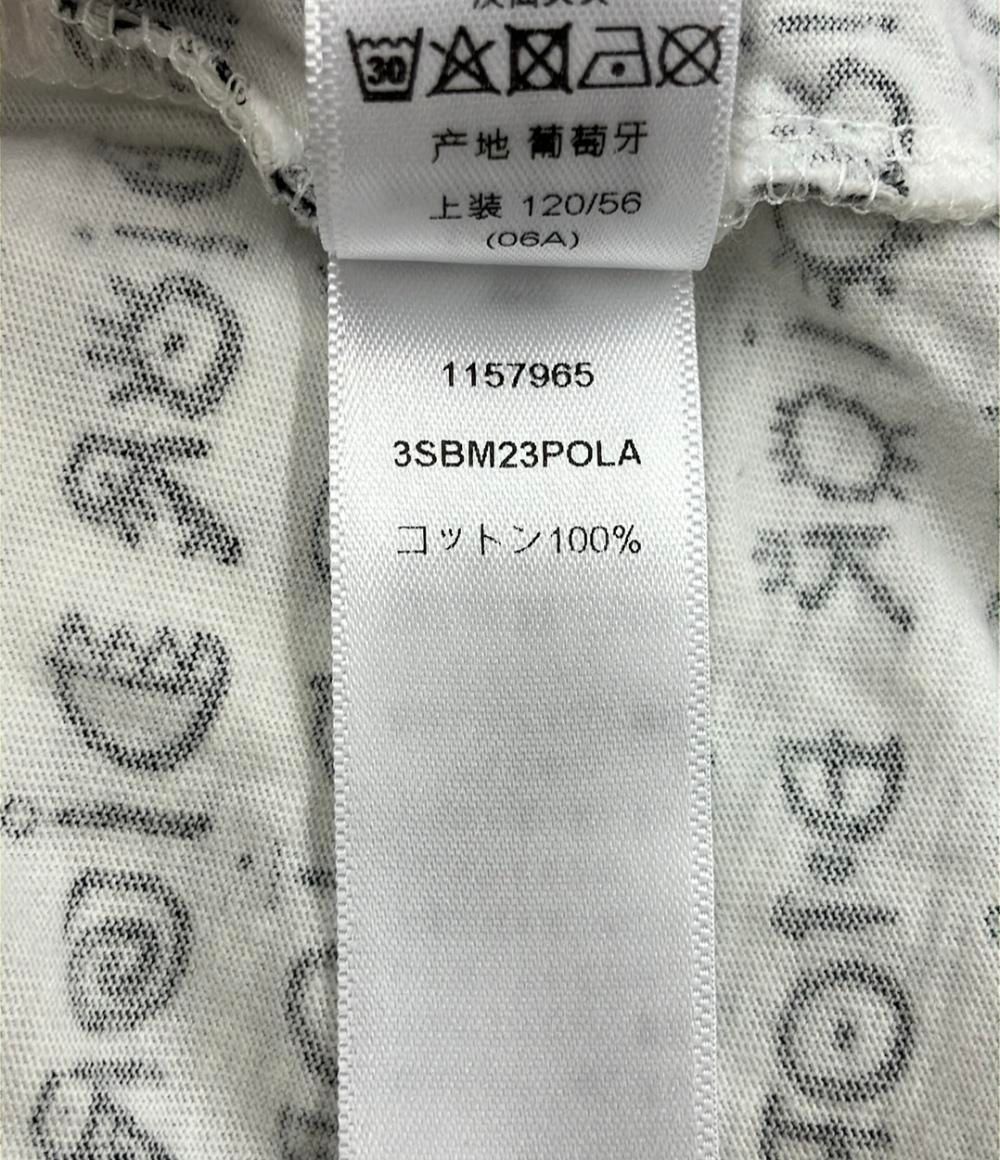 30
产地 葡萄牙
上装 120/56
(06A)
1157965
3SBM23POLA
コットン100%